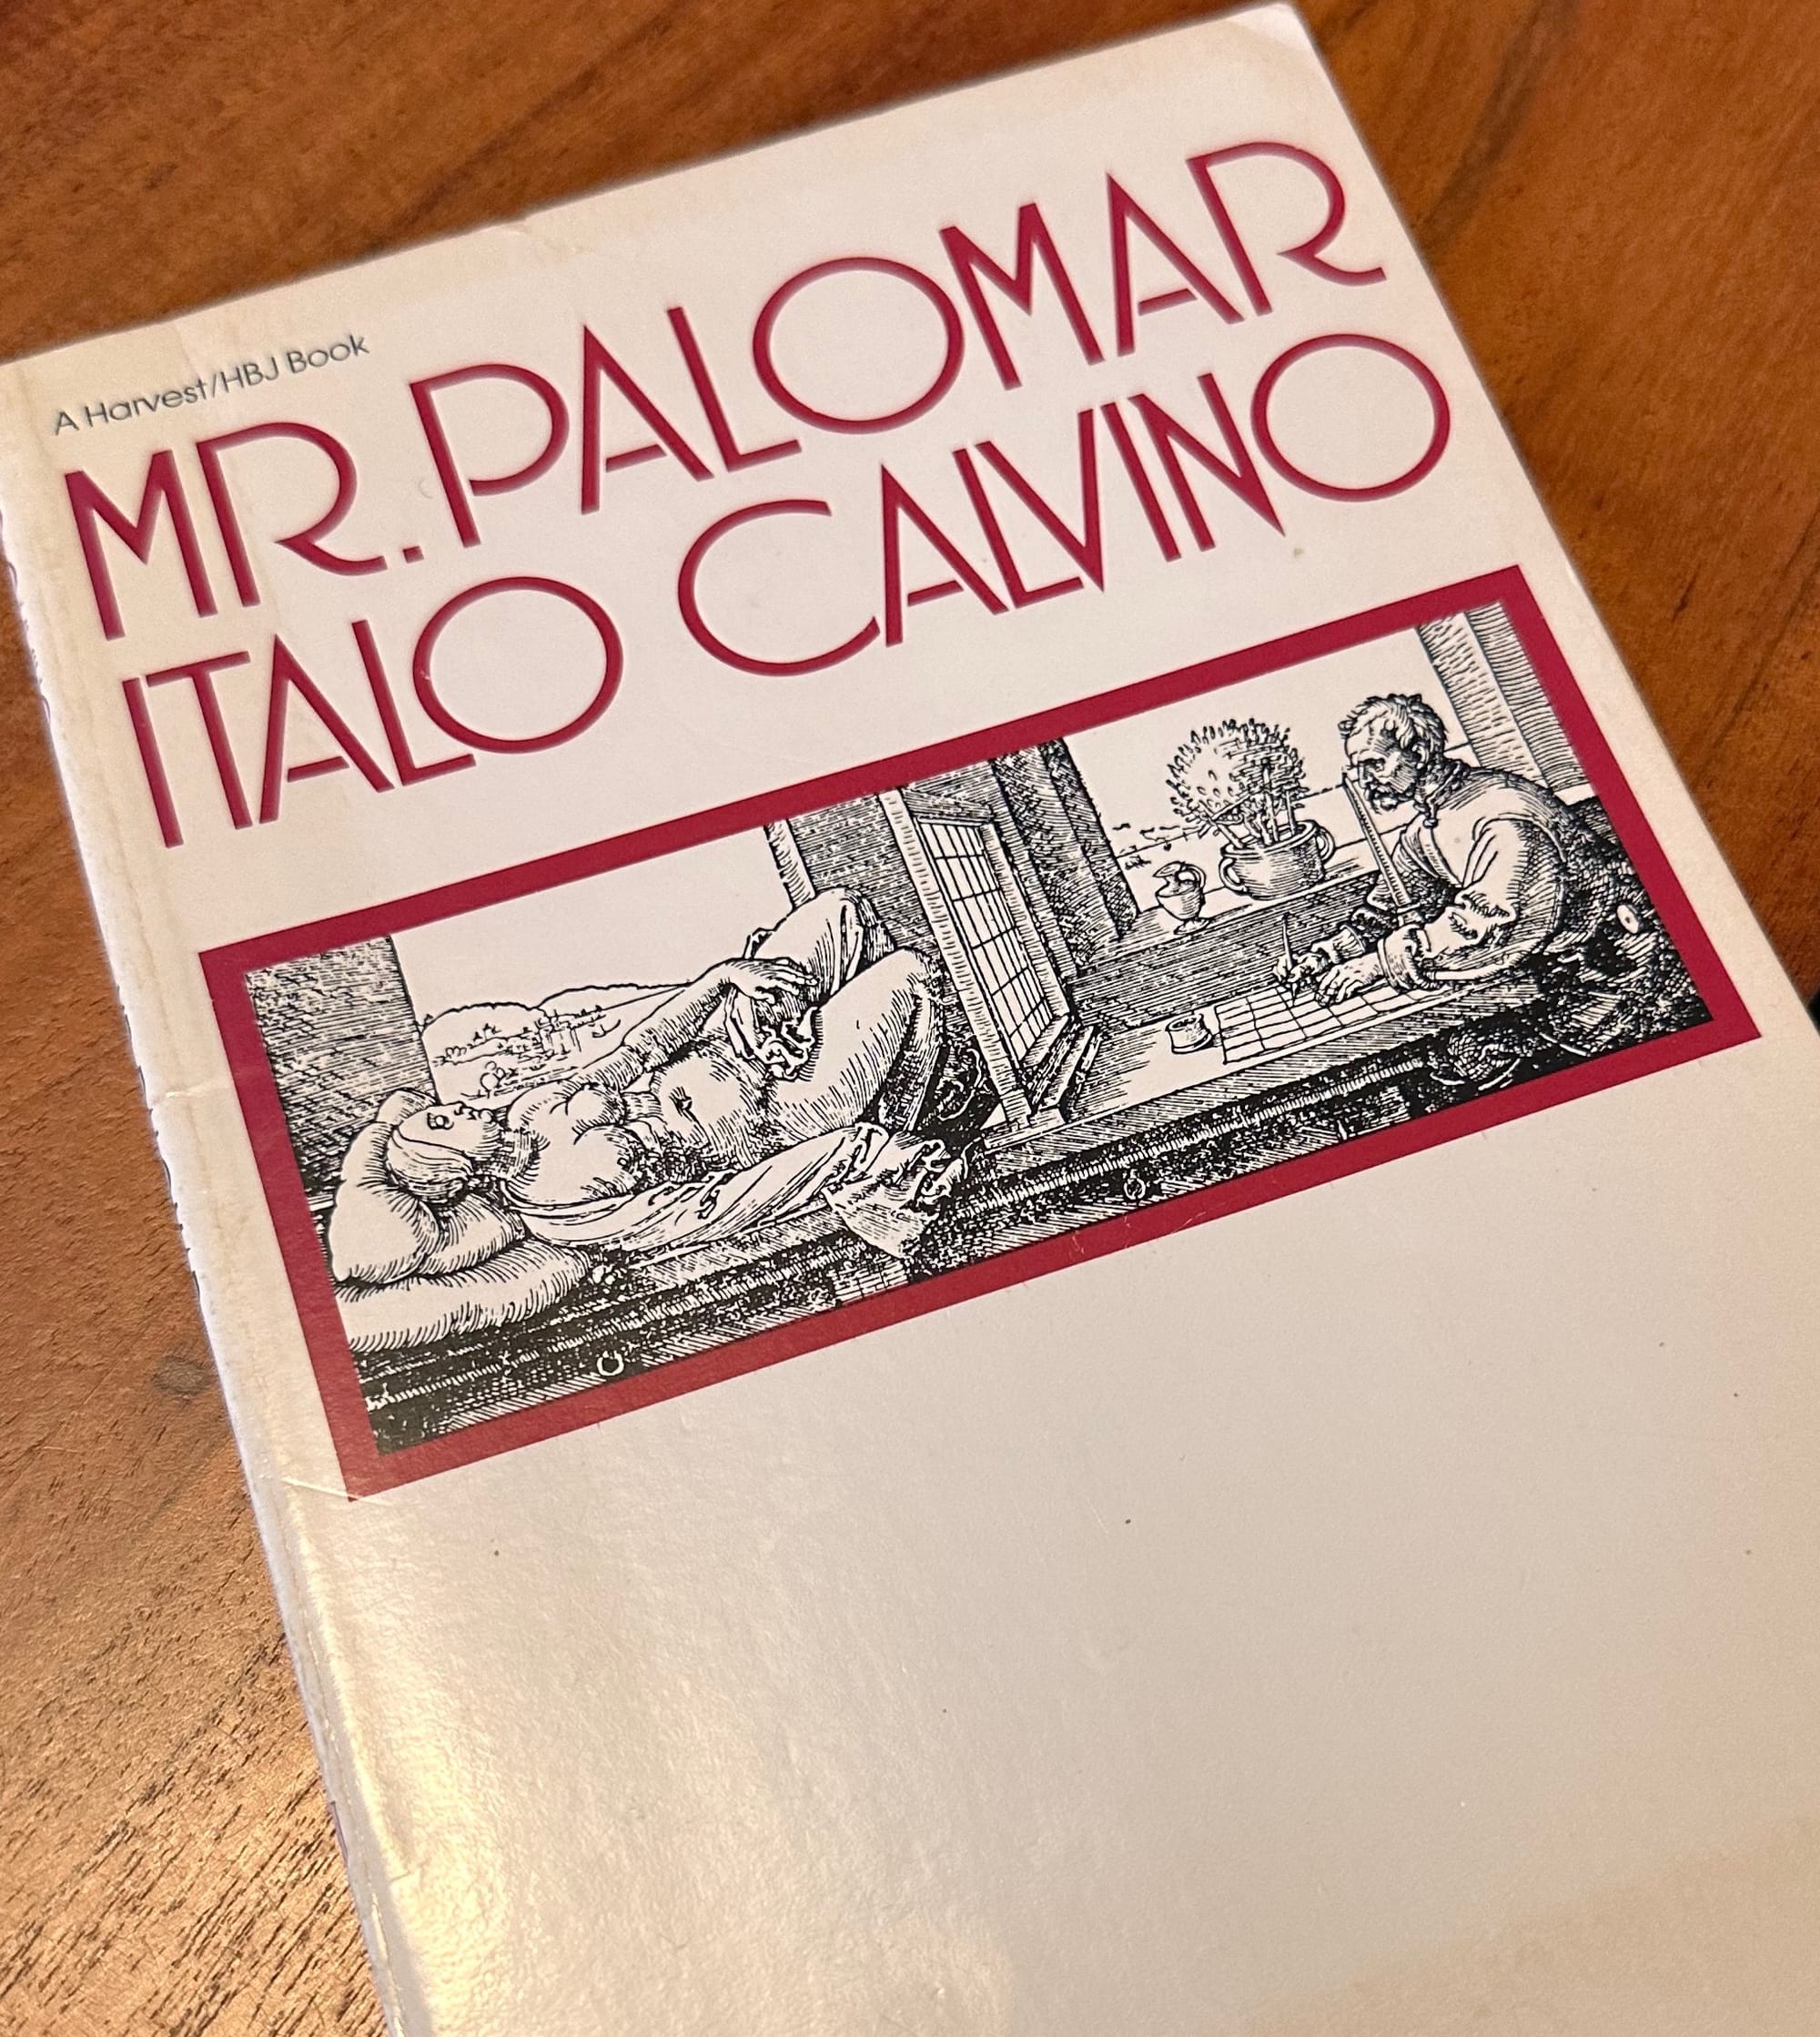 A Harvest/HBJ Book
MR. PALOMAR
ITALO CALVINO